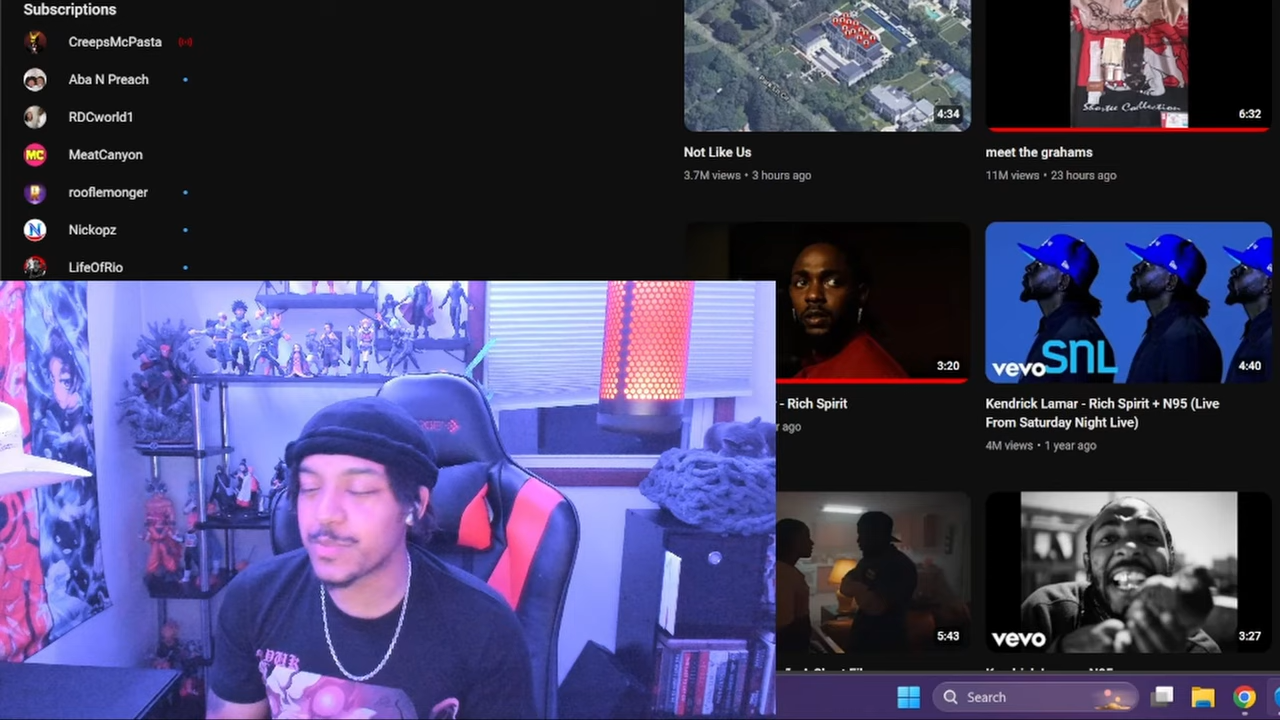 Subscriptions
CreepsMcPasta
Aba N Preach
RDCworld1
MC
MeatCanyon
rooflemonger
N
Nickopz
LifeOfRio
4:34
Not Like Us
3.7M views • 3 hours ago
6:32
meet the grahams
11M views • 23 hours ago
3:20
- Rich Spirit
ago
vevo SNL
4:40
Kendrick Lamar - Rich Spirit + N95 (Live
From Saturday Night Live)
4M views • 1 year ago
5:43
vevo
3:27
Search